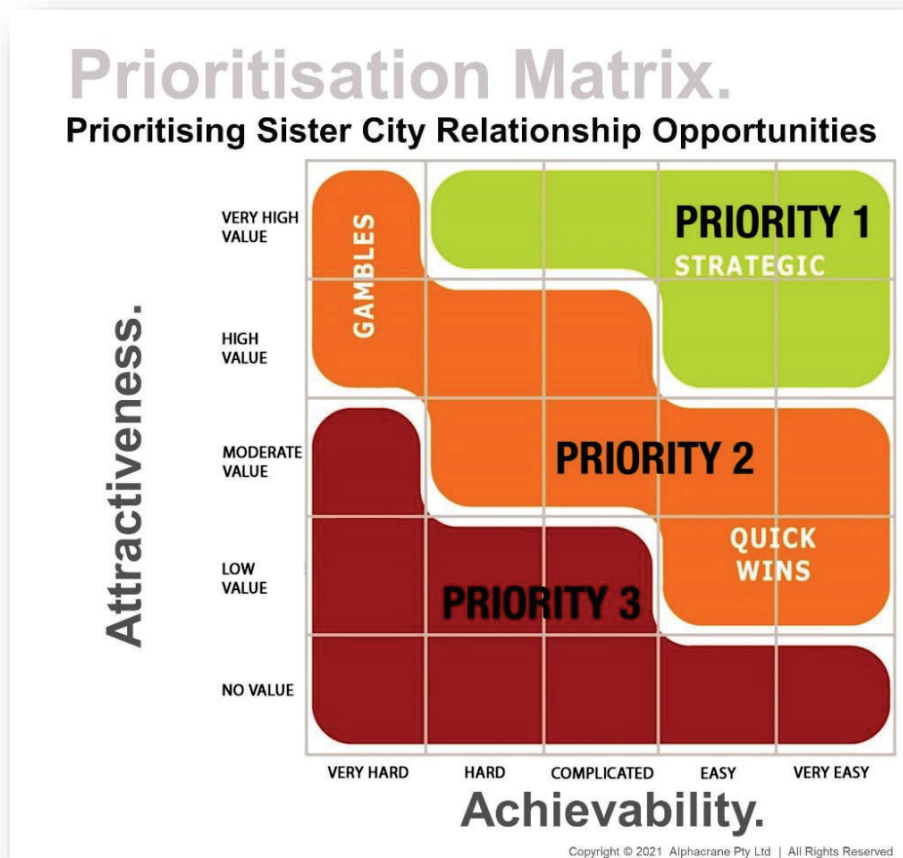 Prioritisation Matrix.
Prioritising Sister City Relationship Opportunities
Attractiveness.
VERY HIGH
VALUE
GAMBLES
PRIORITY 1
STRATEGIC
HIGH
VALUE
MODERATE
VALUE
PRIORITY 2
QUICK
WINS
LOW
VALUE
PRIORITY 3
NO VALUE
VERY HARD
HARD
COMPLICATED
EASY
VERY EASY
Achievability.
Copyright © 2021 Alphacrane Pty Ltd | All Rights Reserved